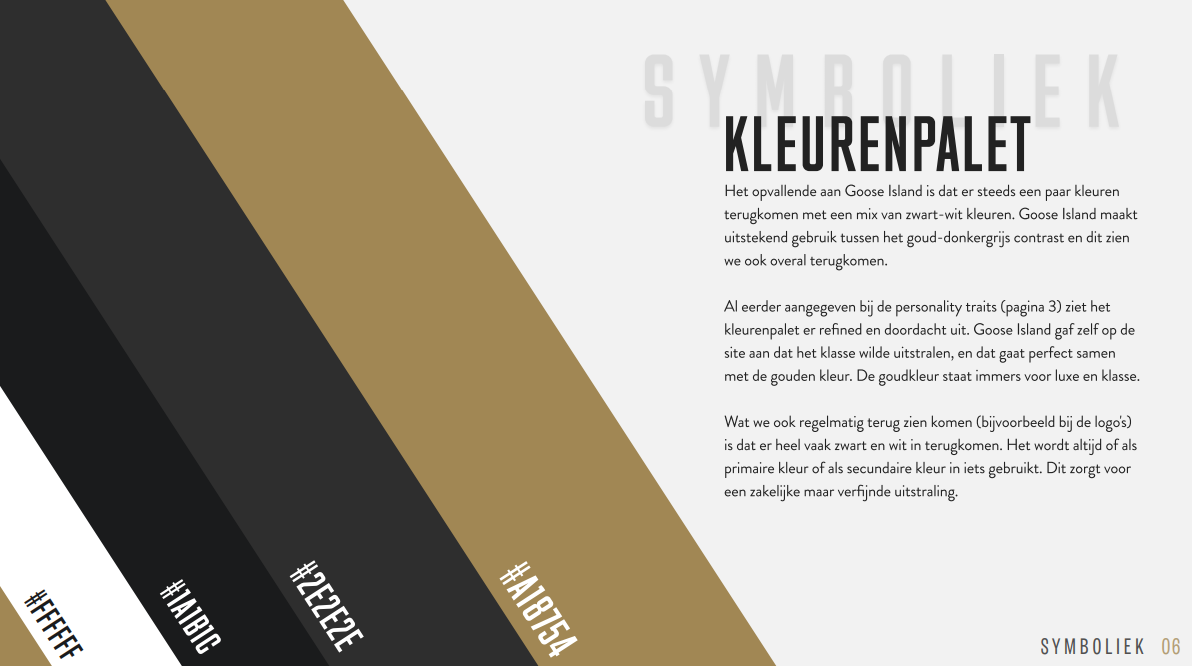 SYMBOLIEK
KLEURENPALET
Het opvallende aan Goose Island is dat er steeds een paar kleuren
terugkomen met een mix van zwart-wit kleuren. Goose Island maakt
uitstekend gebruik tussen het goud-donkergrijs contrast en dit zien
we ook overal terugkomen.
Al eerder aangegeven bij de personality traits (pagina 3) ziet het
kleurenpalet er refined en doordacht uit. Goose Island gaf zelf op de
site aan dat het klasse wilde uitstralen, en dat gaat perfect samen
met de gouden kleur. De goudkleur staat immers voor luxe en klasse.
Wat we ook regelmatig terug zien komen (bijvoorbeeld bij de logo's)
is dat er heel vaak zwart en wit in terugkomen. Het wordt altijd of als
primaire kleur of als secundaire kleur in iets gebruikt. Dit zorgt voor
een zakelijke maar verfijnde uitstraling.
#FFFFFF
#1A1B1C
#2E2E2E
#A18754
SYMBOLIEK 06